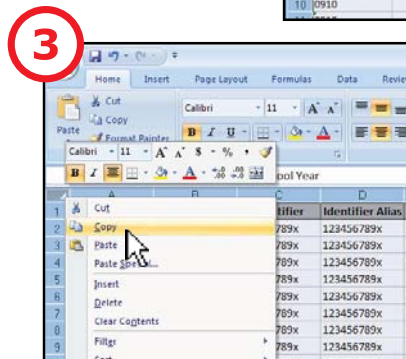 10 0910
3
Home Insert Page Layout Formulas Data Revie
Cut
Copy
Paste
Format Painter
Calibri 11 A A
B I U A
Calibri 11 A A $ % ,
B I A
ool Year
A B C D
1 tifier Identifier Alias
2 789x 123456789x
3 789x 123456789x
4 789x 123456789x
5 789x 123456789x
6 789x 123456789x
7 789x 123456789x
8 789x 123456789x
9 789x 123456789x
Cut
Copy
Paste
Paste Special...
Insert
Delete
Clear Contents
Filter